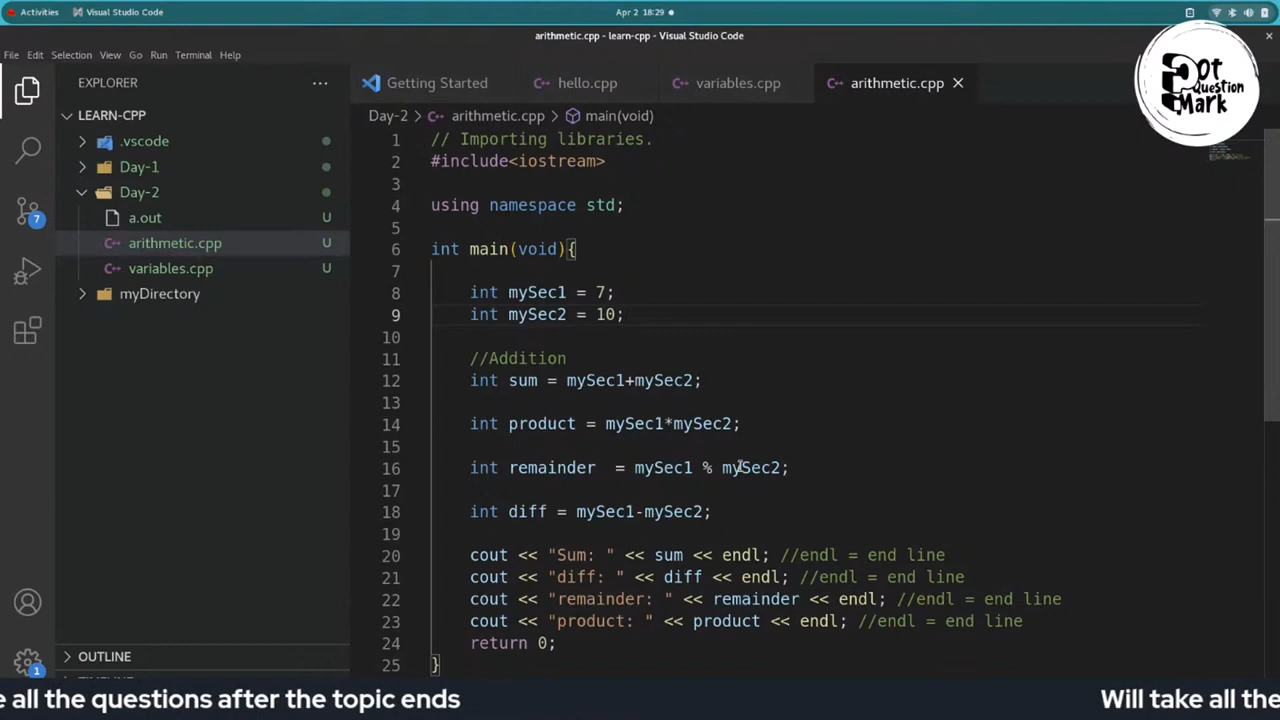 Activities Visual Studio Code Apr 2 18:29
arithmetic.cpp - learn-cpp - Visual Studio Code
File Edit Selection View Go Run Terminal Help
EXPLORER
Getting Started hello.cpp variables.cpp arithmetic.cpp
Pot Question Mark
LEARN-CPP
Day-2 > arithmetic.cpp > main(void)
.vscode
Day-1
Day-2
a.out U
arithmetic.cpp U
variables.cpp U
myDirectory
7
1 // Importing libraries.
2 #include<iostream>
3
4 using namespace std;
5
6 int main(void){
7
8 int mySec1 = 7;
9 int mySec2 = 10;
10
11 //Addition
12 int sum = mySec1+mySec2;
13
14 int product = mySec1*mySec2;
15
16 int remainder  = mySec1 % mySec2;
17
18 int diff = mySec1-mySec2;
19
20 cout << "Sum: " << sum << endl; //endl = end line
21 cout << "diff: " << diff << endl; //endl = end line
22 cout << "remainder: " << remainder << endl; //endl = end line
23 cout << "product: " << product << endl; //endl = end line
24 return 0;
25 }
OUTLINE
1
e all the questions after the topic ends Will take all the